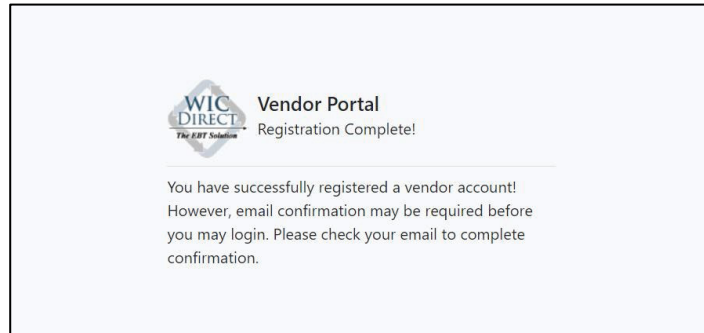 WIC
DIRECT
The EBT Solution
Vendor Portal
Registration Complete!
You have successfully registered a vendor account!
However, email confirmation may be required before
you may login. Please check your email to complete
confirmation.